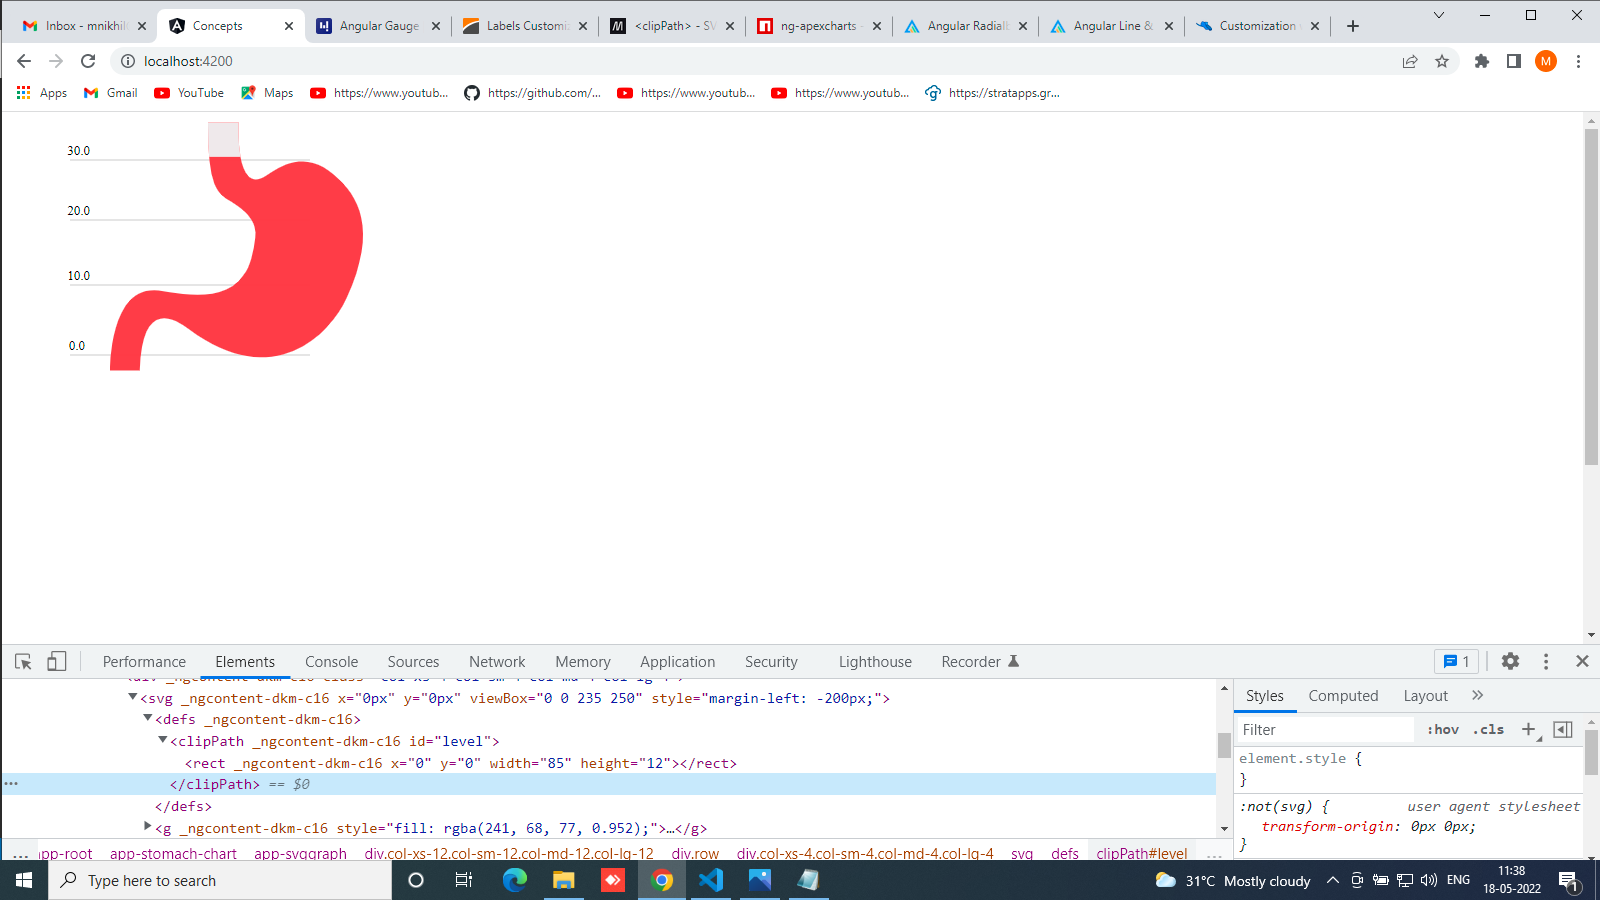 Inbox - mnikhil
Concepts
Angular Gauge
Labels Customiz
<clipPath> - SV
ng-apexcharts -
Angular Radialb
Angular Line &
Customization
localhost:4200
M
Apps
Gmail
YouTube
Maps
https://www.youtub...
https://github.com/...
https://www.youtub...
https://www.youtub...
https://stratapps.gr...
30.0
20.0
10.0
0.0
Performance
Elements
Console
Sources
Network
Memory
Application
Security
Lighthouse
Recorder
1
<svg _ngcontent-dkm-c16 x="0px" y="0px" viewBox="0 0 235 250" style="margin-left: -200px;">
<defs _ngcontent-dkm-c16>
<clipPath _ngcontent-dkm-c16 id="level">
<rect _ngcontent-dkm-c16 x="0" y="0" width="85" height="12"></rect>
</clipPath> == $0
</defs>
<g _ngcontent-dkm-c16 style="fill: rgba(241, 68, 77, 0.952);">…</g>
... app-root app-stomach-chart app-svggraph div.col-xs-12.col-sm-12.col-md-12.col-lg-12 div.row div.col-xs-4.col-sm-4.col-md-4.col-lg-4 svg defs clipPath#level ...
Styles
Computed
Layout
Filter
:hov
.cls
element.style {
}
:not(svg) {
user agent stylesheet
transform-origin: 0px 0px;
}
Type here to search
31°C Mostly cloudy
ENG
11:38
18-05-2022
1